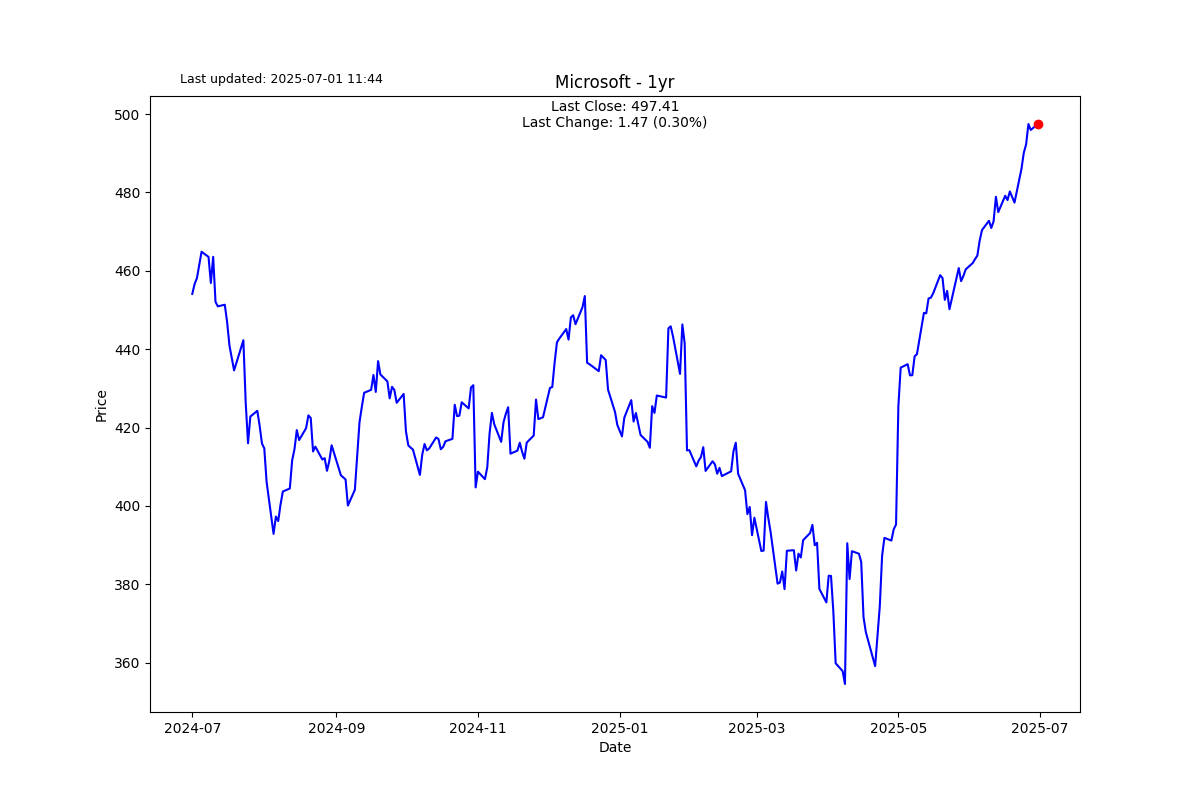 Last updated: 2025-07-01 11:44
Microsoft - 1yr
Last Close: 497.41
Last Change: 1.47 (0.30%)
500
480
460
440
420
400
380
360
Price
2024-07
2024-09
2024-11
2025-01
2025-03
2025-05
2025-07
Date